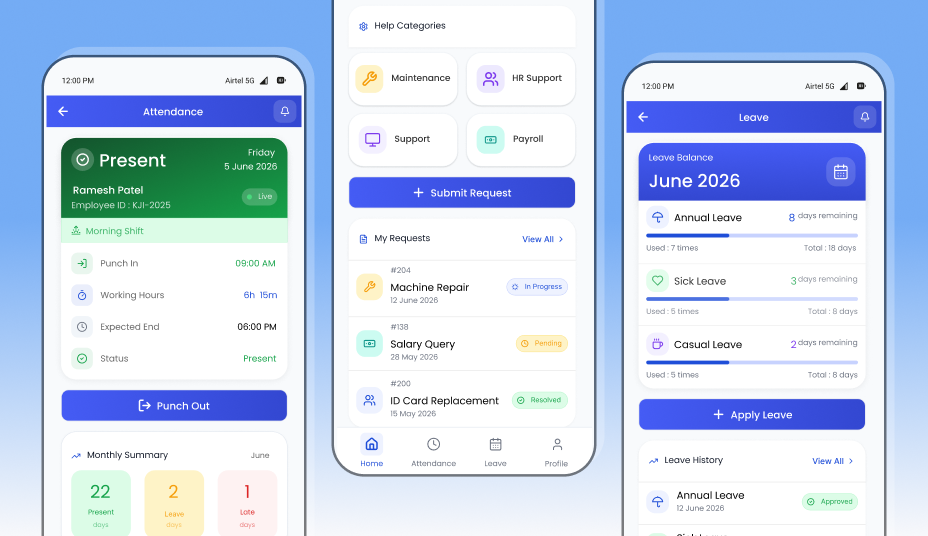 12:00 PM
Airtel 5G
Attendance
Present
Friday
5 June 2026
Ramesh Patel
Employee ID : KJI-2025
Live
Morning Shift
Punch In
09:00 AM
Working Hours
6h 15m
Expected End
06:00 PM
Status
Present
Punch Out
Monthly Summary
June
22
Present
days
2
Leave
days
1
Late
days
Help Categories
Maintenance
HR Support
Support
Payroll
Submit Request
My Requests
View All
#204
Machine Repair
12 June 2026
In Progress
#138
Salary Query
28 May 2026
Pending
#200
ID Card Replacement
15 May 2026
Resolved
Home
Attendance
Leave
Profile
12:00 PM
Airtel 5G
Leave
Leave Balance
June 2026
Annual Leave
8 days remaining
Used : 7 times
Total : 18 days
Sick Leave
3 days remaining
Used : 5 times
Total : 8 days
Casual Leave
2 days remaining
Used : 5 times
Total : 8 days
Apply Leave
Leave History
View All
Annual Leave
12 June 2026
Approved